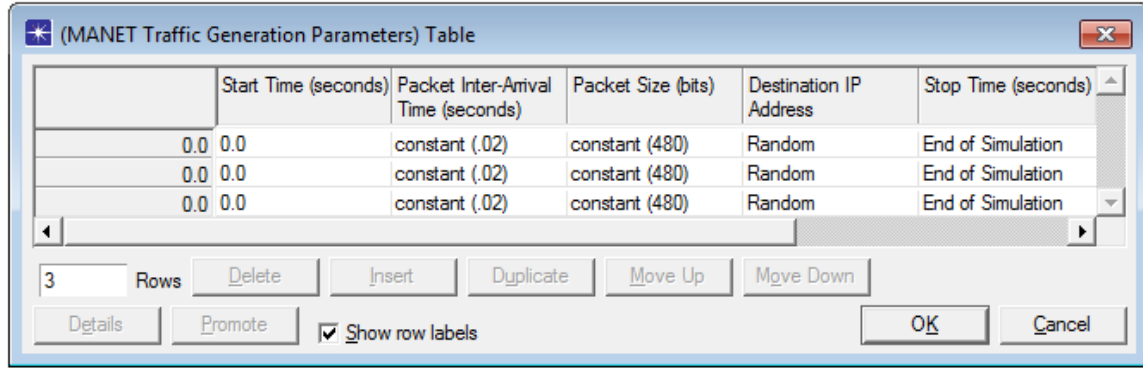 (MANET Traffic Generation Parameters) Table
Start Time (seconds) Packet Inter-Arrival Time (seconds) Packet Size (bits) Destination IP Address Stop Time (seconds)
0.0 0.0 constant (.02) constant (480) Random End of Simulation
0.0 0.0 constant (.02) constant (480) Random End of Simulation
0.0 0.0 constant (.02) constant (480) Random End of Simulation
3 Rows Delete Insert Duplicate Move Up Move Down
Details Promote Show row labels OK Cancel